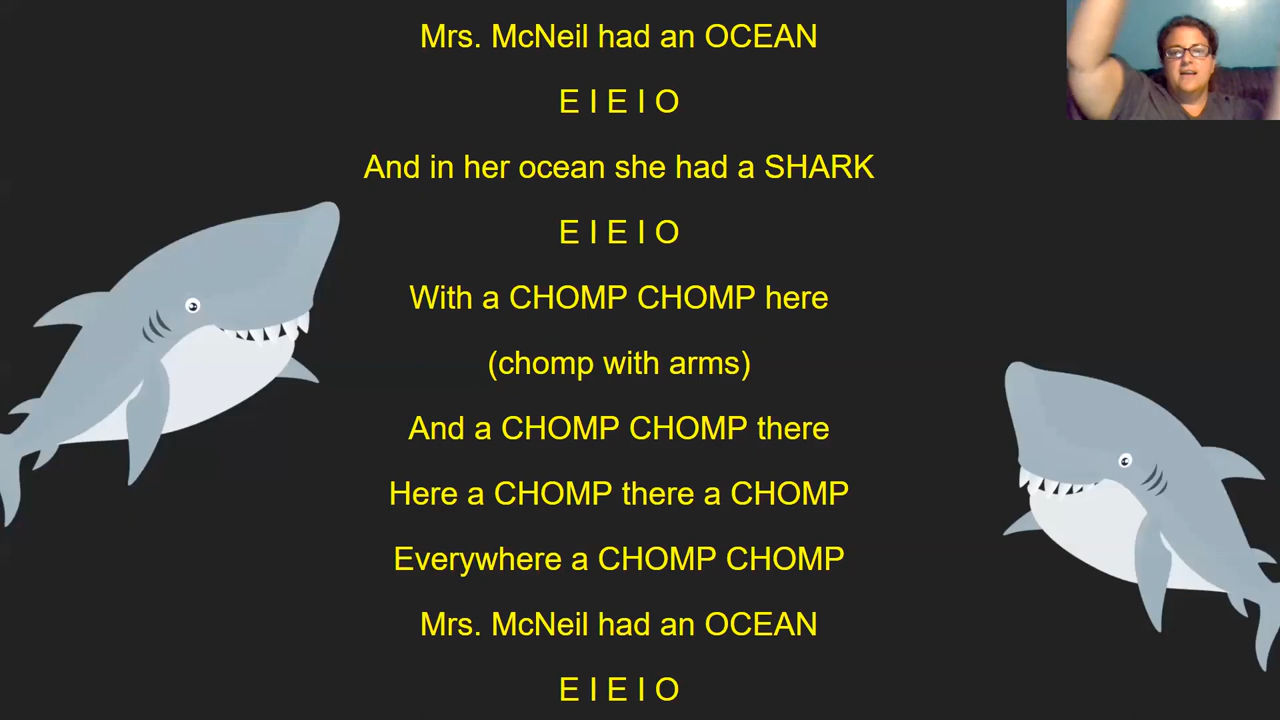 Mrs. McNeil had an OCEAN
E I E I O
And in her ocean she had a SHARK
E I E I O
With a CHOMP CHOMP here
(chomp with arms)
And a CHOMP CHOMP there
Here a CHOMP there a CHOMP
Everywhere a CHOMP CHOMP
Mrs. McNeil had an OCEAN
E I E I O